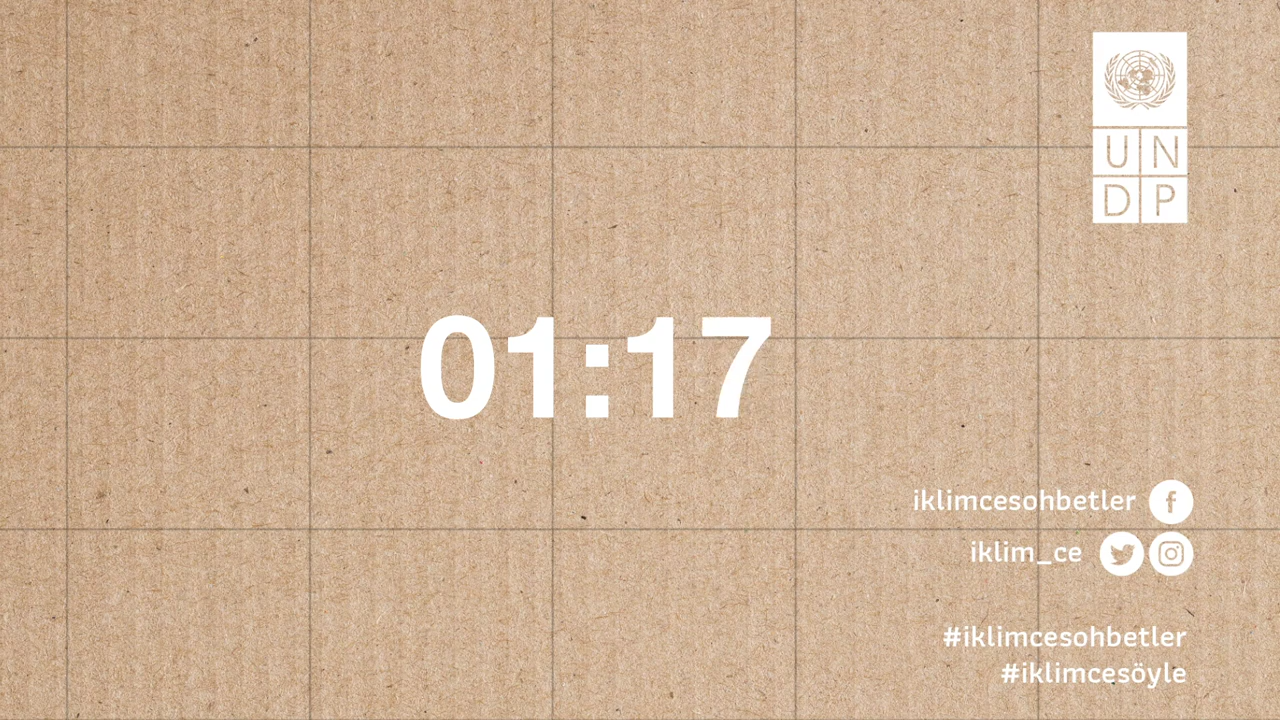 UN
DP
01:17
iklimcesohbetler
iklim_ce
#iklimcesohbetler
#iklimcesöyle